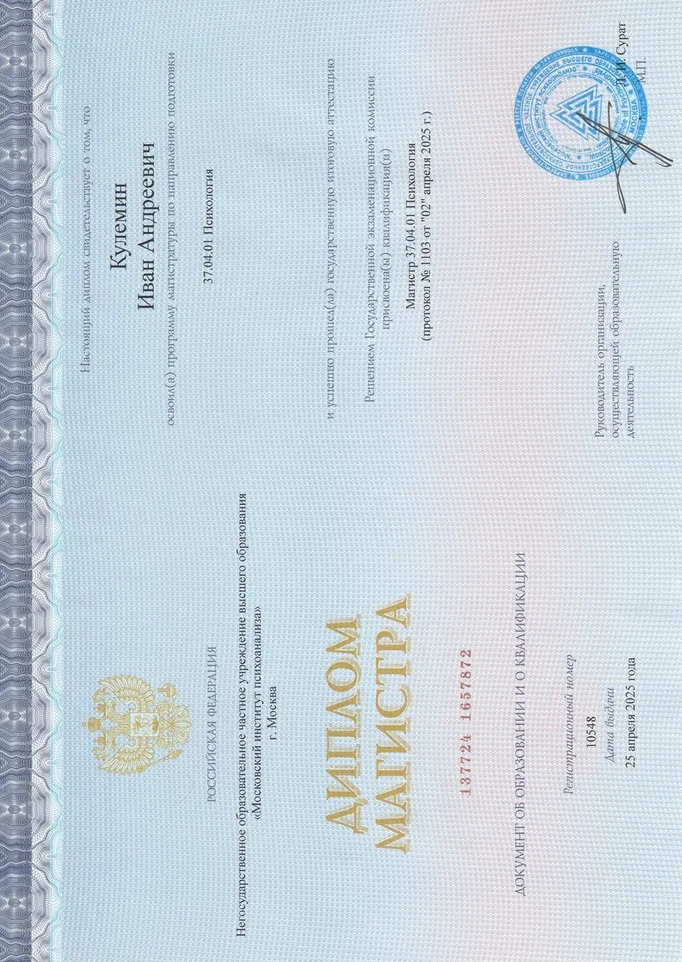 РОССИЙСКАЯ ФЕДЕРАЦИЯ
Негосударственное образовательное частное учреждение высшего образования
«Московский институт психоанализа»
г. Москва
ДИПЛОМ
МАГИСТРА
137724 1657872
ДОКУМЕНТ ОБ ОБРАЗОВАНИИ И О КВАЛИФИКАЦИИ
Регистрационный номер
10548
Дата выдачи
25 апреля 2025 года
Настоящий диплом свидетельствует о том, что
Кулемин
Иван Андреевич
освоил(а) программу магистратуры по направлению подготовки
37.04.01 Психология
и успешно прошел(ла) государственную итоговую аттестацию
Решением Государственной экзаменационной комиссии
присвоена(ы) квалификация(и)
Магистр 37.04.01 Психология
(протокол № 1103 от "02" апреля 2025 г.)
Руководитель организации,
осуществляющей образовательную
деятельность
Л.И. Сурат
М.П.